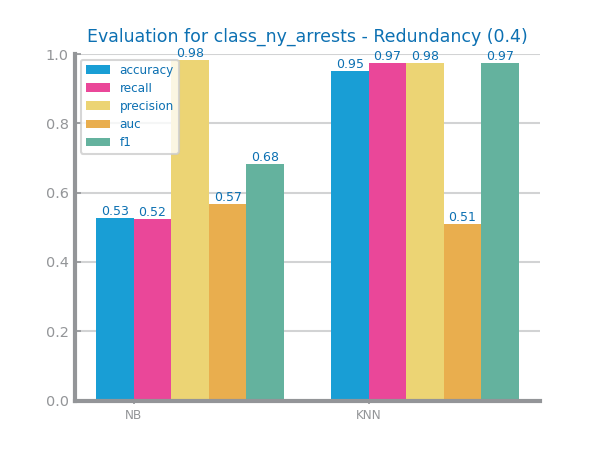 Evaluation for class_ny_arrests - Redundancy (0.4)
1.0
0.8
0.6
0.4
0.2
0.0
accuracy
recall
precision
auc
f1
0.53
0.52
0.98
0.57
0.68
0.95
0.97
0.98
0.51
0.97
NB
KNN